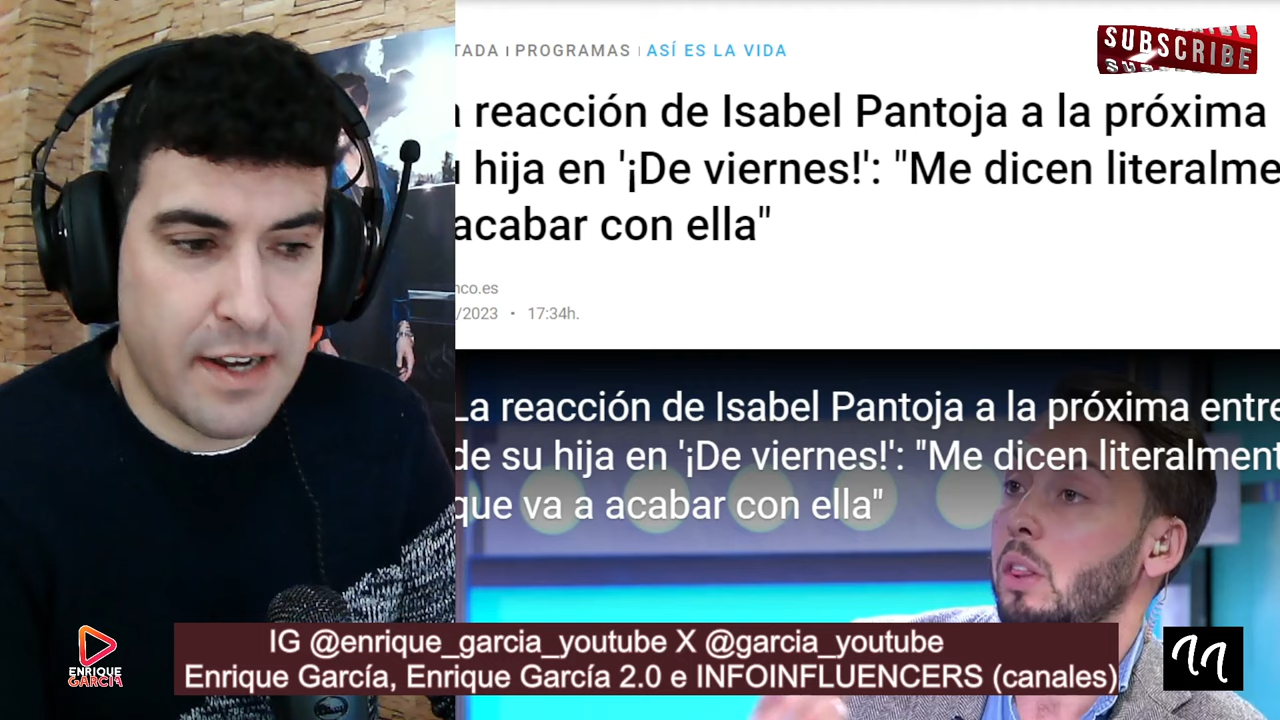 TADA | PROGRAMAS | ASÍ ES LA VIDA
SUBSCRIBE
reacción de Isabel Pantoja a la próxima
hija en '¡De viernes!': "Me dicen literalme
acabar con ella"
nco.es
/2023 · 17:34h.
La reacción de Isabel Pantoja a la próxima entre
de su hija en '¡De viernes!': "Me dicen literalment
que va a acabar con ella"
IG @enrique_garcia_youtube X @garcia_youtube
Enrique García, Enrique García 2.0 e INFOINFLUENCERS (canales)
ENRIQUE
GARCÍA